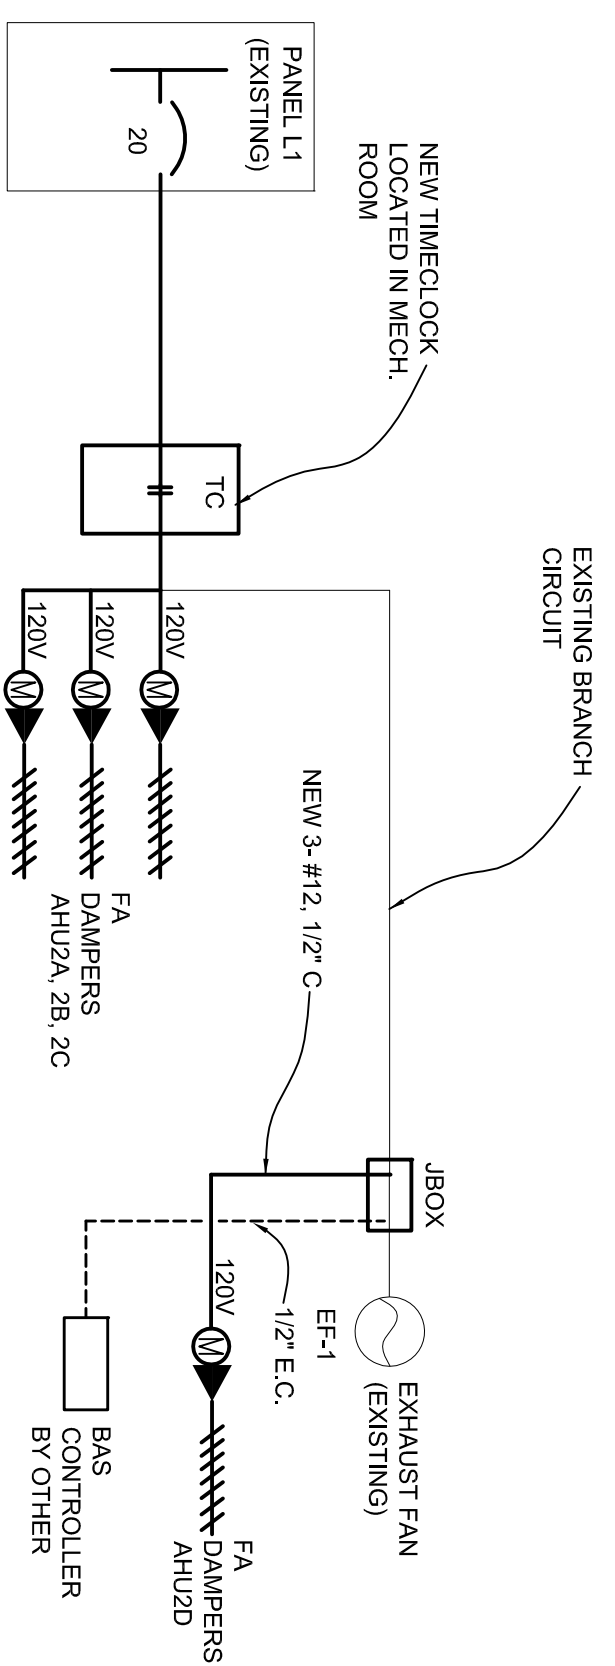 PANEL L1
(EXISTING)
20
NEW TIMECLOCK
LOCATED IN MECH.
ROOM
TC
EXISTING BRANCH
CIRCUIT
120V
M
120V
M
120V
M
FA
DAMPERS
AHU2A, 2B, 2C
NEW 3- #12, 1/2" C
JBOX
EF-1
EXHAUST FAN
(EXISTING)
1/2" E.C.
120V
M
FA
DAMPERS
AHU2D
BAS
CONTROLLER
BY OTHER